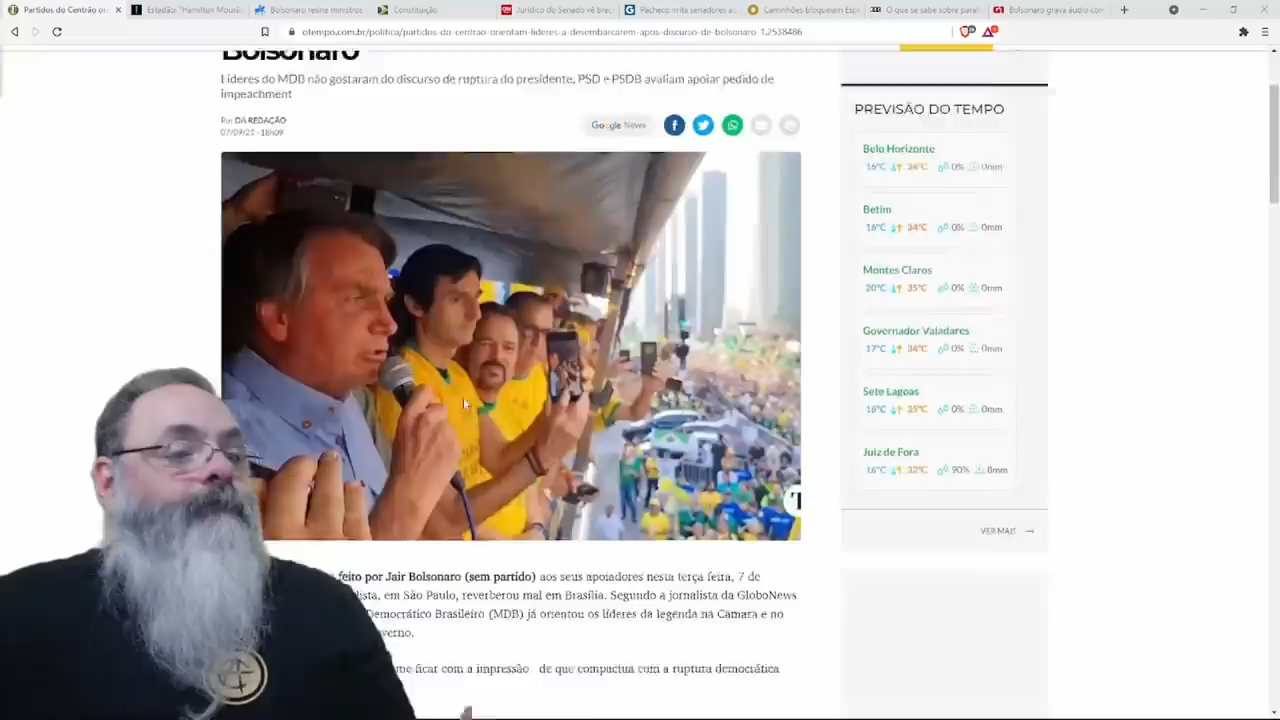 Partidos do Centrão or
Estadão: "Hamilton Mourã
Bolsonaro reúne ministros
Constituição
Jurídico do Senado vê brec
Pacheco irrita senadores ao
Caminhões bloqueiam Esp
O que se sabe sobre paral
Bolsonaro grava áudio com
otempo.com.br/politica/partidos-do-centrao-orientam-lideres-a-desembarcarem-apos-discurso-de-bolsonaro-1.2538486
Bolsonaro
Líderes do MDB não gostaram do discurso de ruptura do presidente, PSD e PSDB avaliam apoiar pedido de
impeachment
Por DA REDAÇÃO
07/09/21 - 18h09
Google News
T
feito por Jair Bolsonaro (sem partido) aos seus apoiadores nesta terça feira, 7 de
lista, em São Paulo, reverberou mal em Brasília. Segundo a jornalista da GloboNews
Democrático Brasileiro (MDB) já orientou os líderes da legenda na Câmara e no
verno.
me ficar com a impressão de que compactua com a ruptura democrática
PREVISÃO DO TEMPO
Belo Horizonte
16°C 34°C 0% 0mm
Betim
16°C 34°C 0% 0mm
Montes Claros
20°C 35°C 0% 0mm
Governador Valadares
17°C 34°C 0% 0mm
Sete Lagoas
16°C 35°C 0% 0mm
Juiz de Fora
16°C 32°C 90% 8mm
VER MAIS